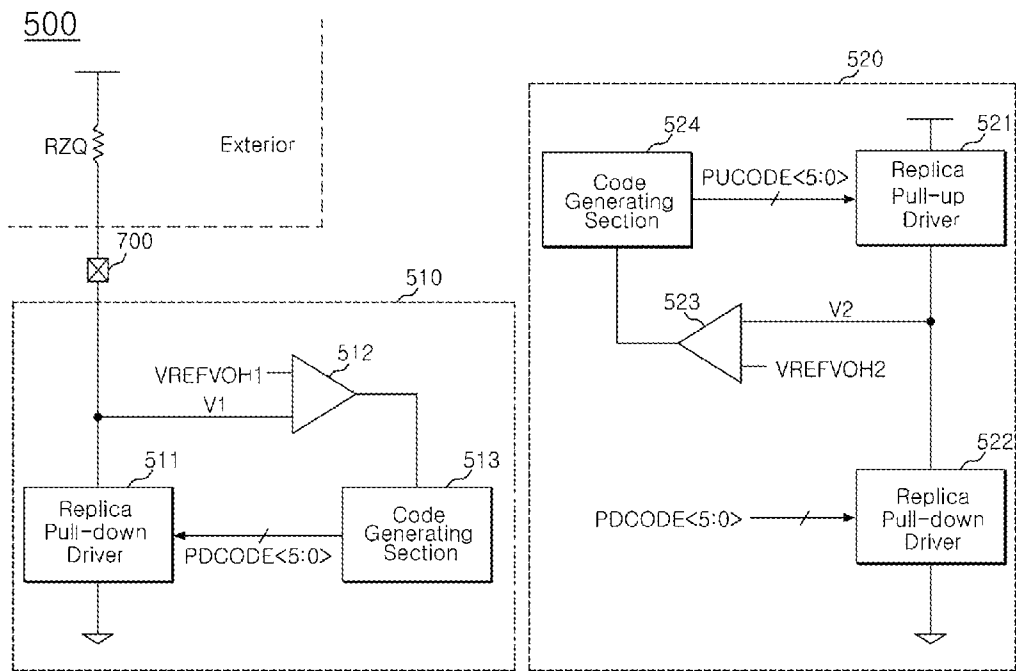 500
RZQ
Exterior
700
510
VREFVOH1
V1
512
511
Replica
Pull-down
Driver
PDCODE<5:0>
513
Code
Generating
Section
520
524
Code
Generating
Section
PUCODE<5:0>
521
Replica
Pull-up
Driver
523
V2
VREFVOH2
522
PDCODE<5:0>
Replica
Pull-down
Driver